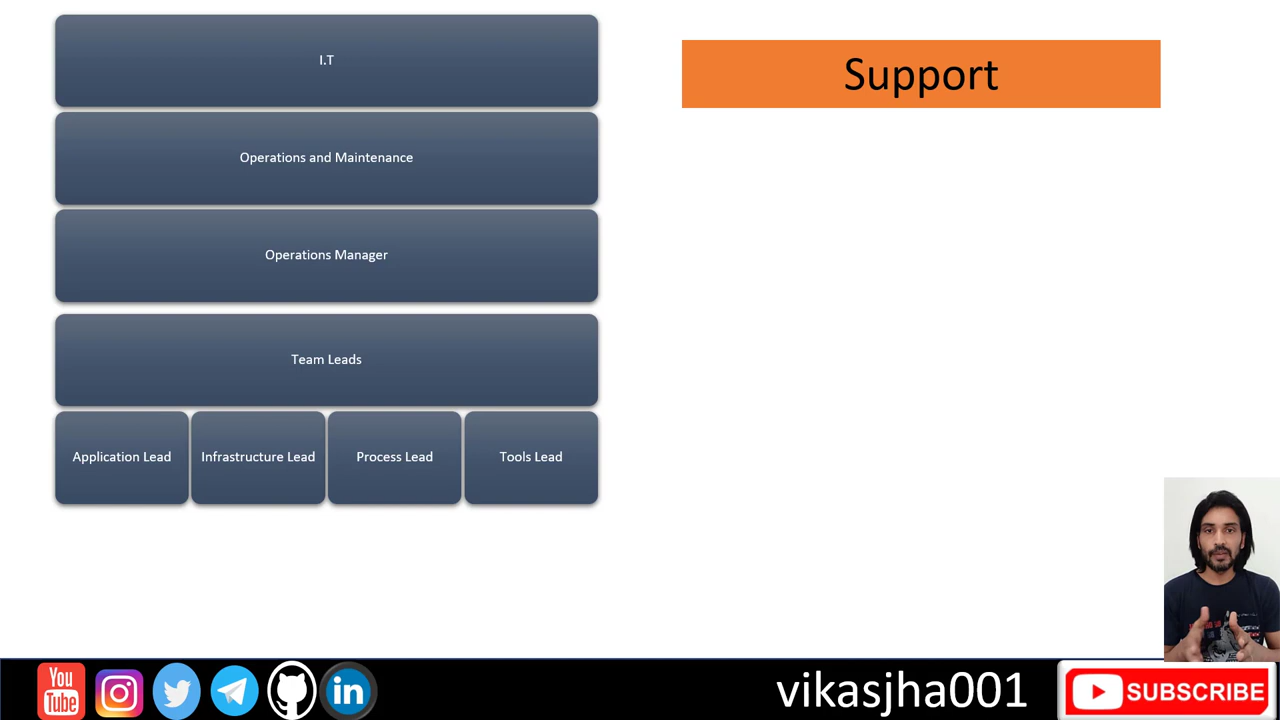 I.T
Operations and Maintenance
Operations Manager
Team Leads
Application Lead
Infrastructure Lead
Process Lead
Tools Lead
Support
You
Tube
in
vikasjha001
SUBSCRIBE